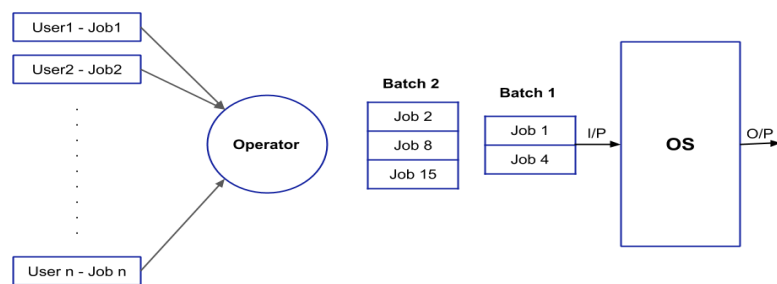 User1 - Job1
User2 - Job2
User n - Job n
Operator
Batch 2
Job 2
Job 8
Job 15
Batch 1
Job 1
Job 4
I/P
OS
O/P